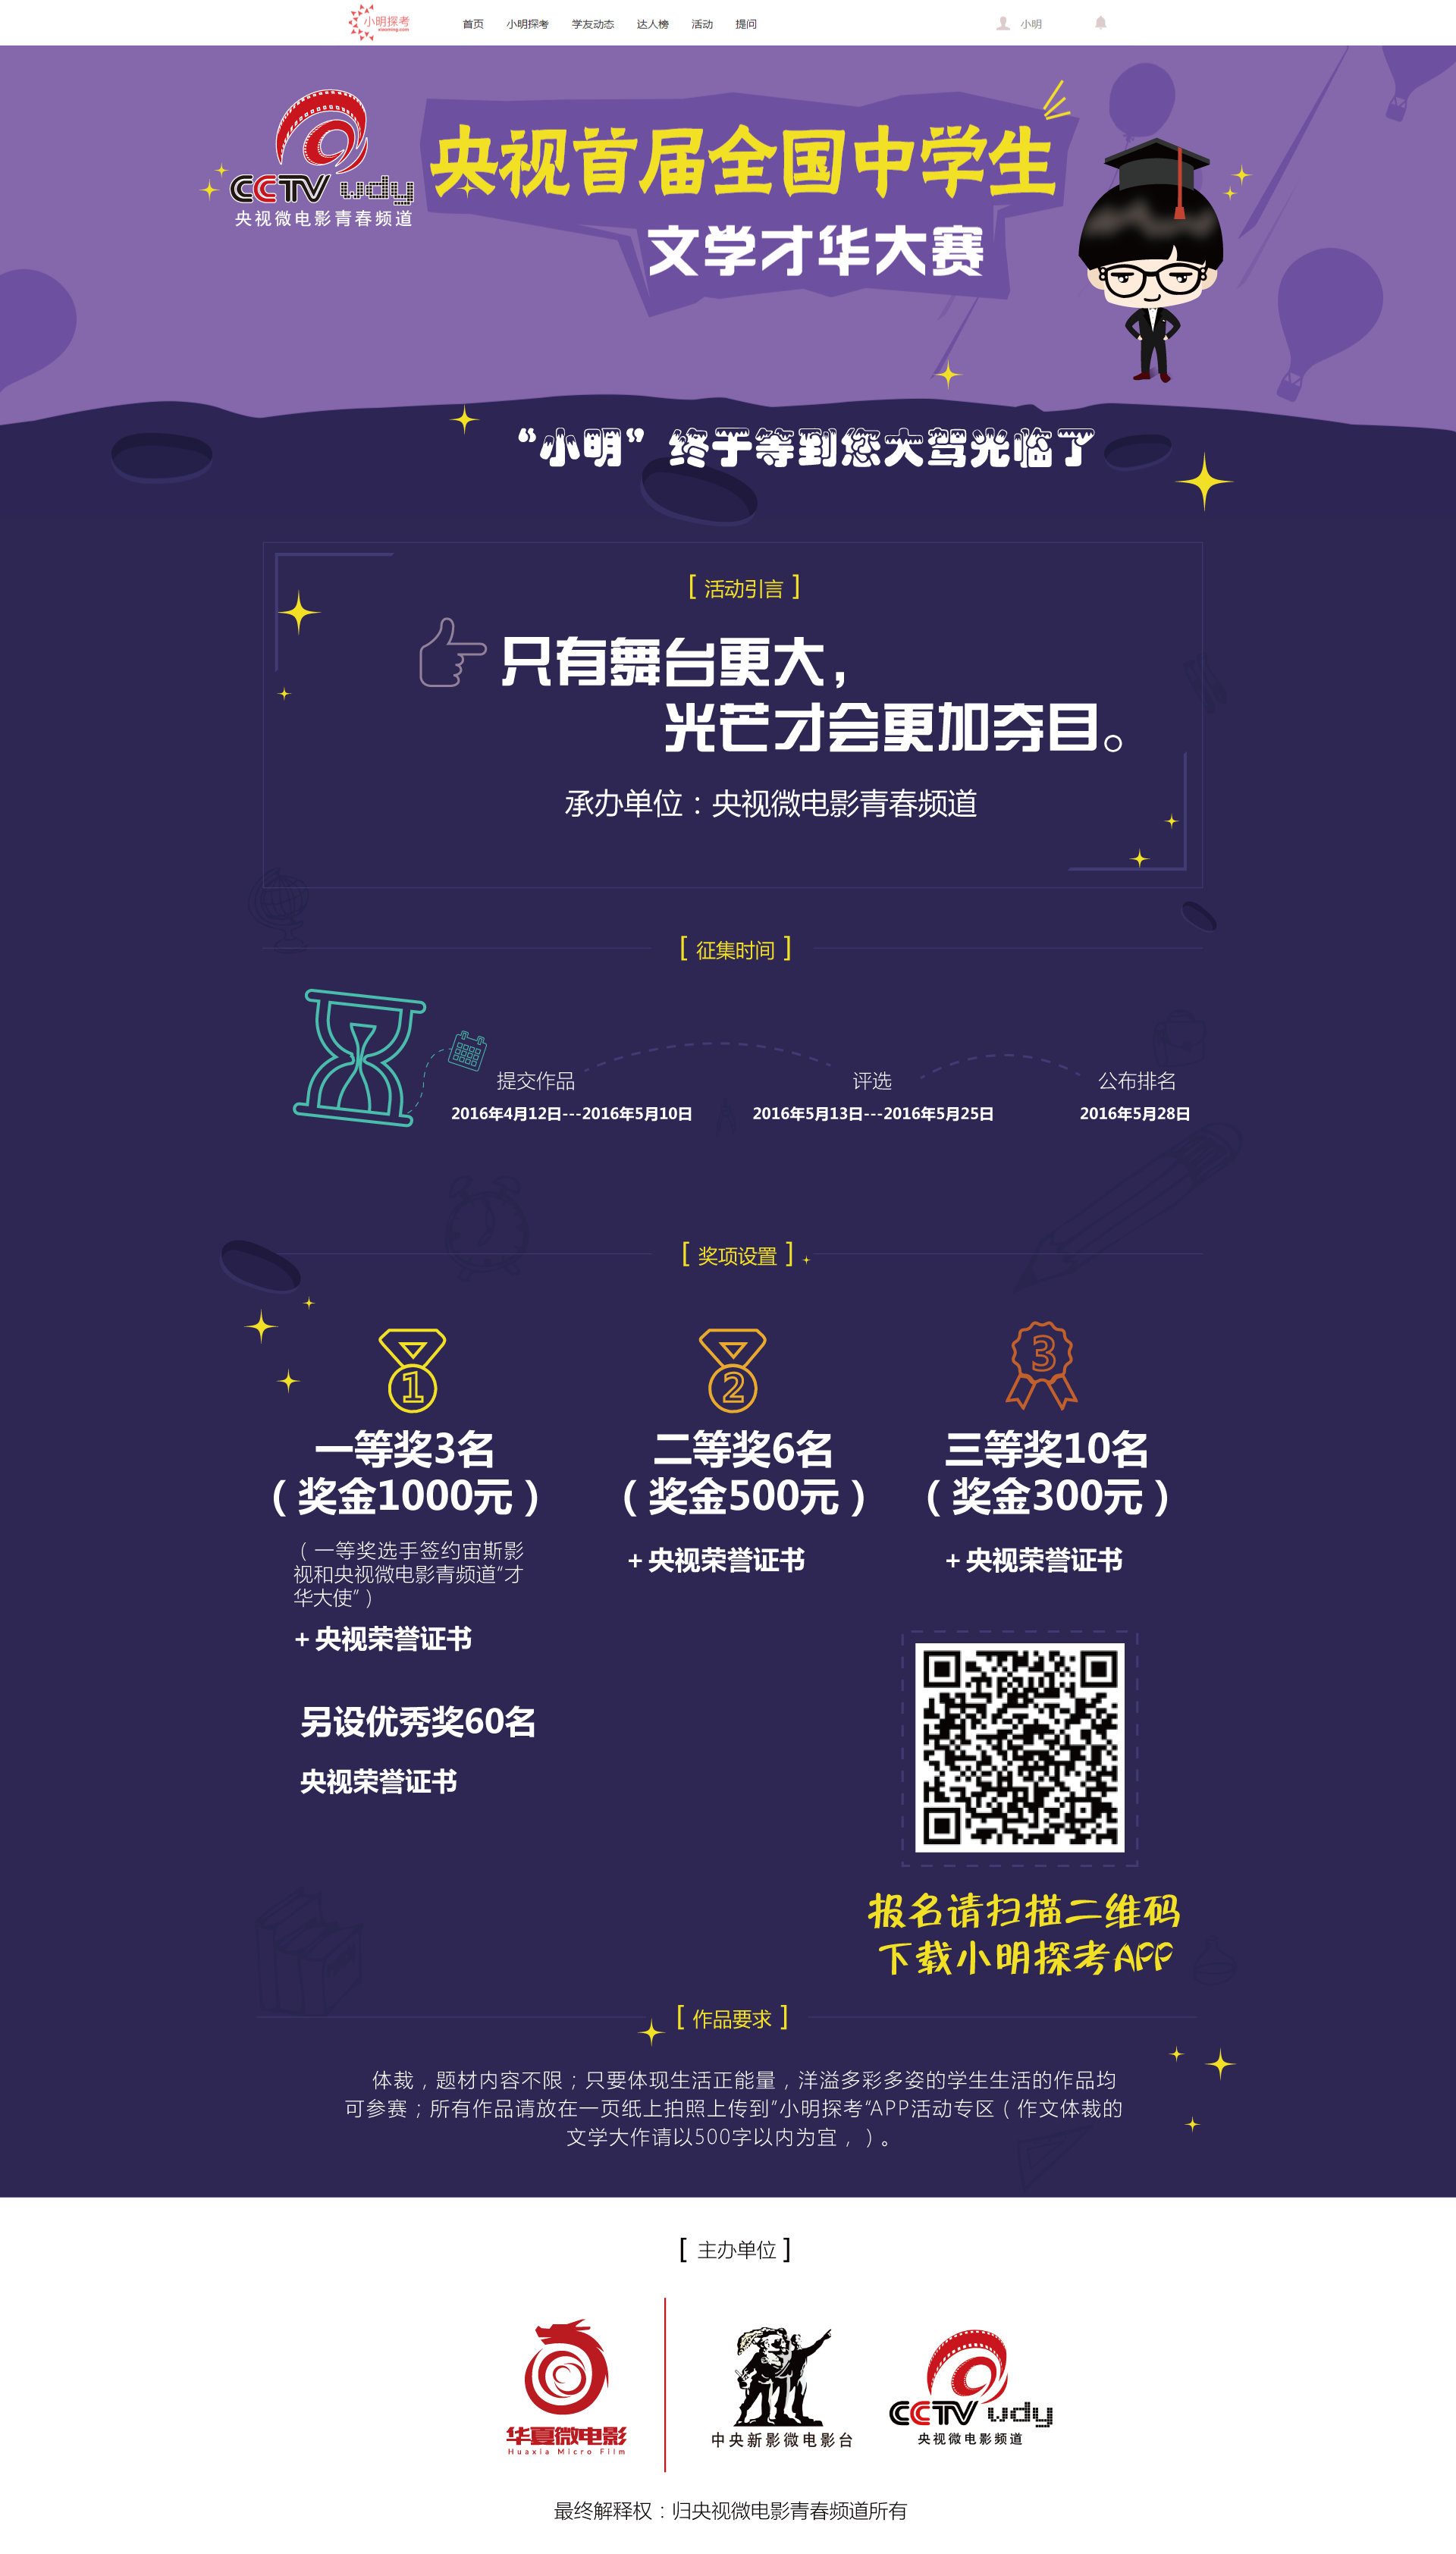 小明探考
xiaoming.com
首页 小明探考 学友动态 达人榜 活动 提问 小明
CCTV udy
央视微电影青春频道
央视首届全国中学生
文学才华大赛
“小明”终于等到您大驾光临了
[ 活动引言 ]
只有舞台更大，
光芒才会更加夺目。
承办单位：央视微电影青春频道
[ 征集时间 ]
提交作品 评选 公布排名
2016年4月12日---2016年5月10日 2016年5月13日---2016年5月25日 2016年5月28日
[ 奖项设置 ]
1 2 3
一等奖3名 二等奖6名 三等奖10名
（奖金1000元） （奖金500元） （奖金300元）
（一等奖选手签约宙斯影
视和央视微电影青频道“才
华大使”）
+ 央视荣誉证书
+ 央视荣誉证书
+ 央视荣誉证书
另设优秀奖60名
央视荣誉证书
报名请扫描二维码
下载小明探考APP
[ 作品要求 ]
体裁，题材内容不限；只要体现生活正能量，洋溢多彩多姿的学生生活的作品均
可参赛；所有作品请放在一页纸上拍照上传到”小明探考“APP活动专区（作文体裁的
文学大作请以500字以内为宜，）。
[ 主办单位 ]
华夏微电影
Huaxia Micro Film
中央新影微电影台
CCTV udy
央视微电影频道
最终解释权：归央视微电影青春频道所有